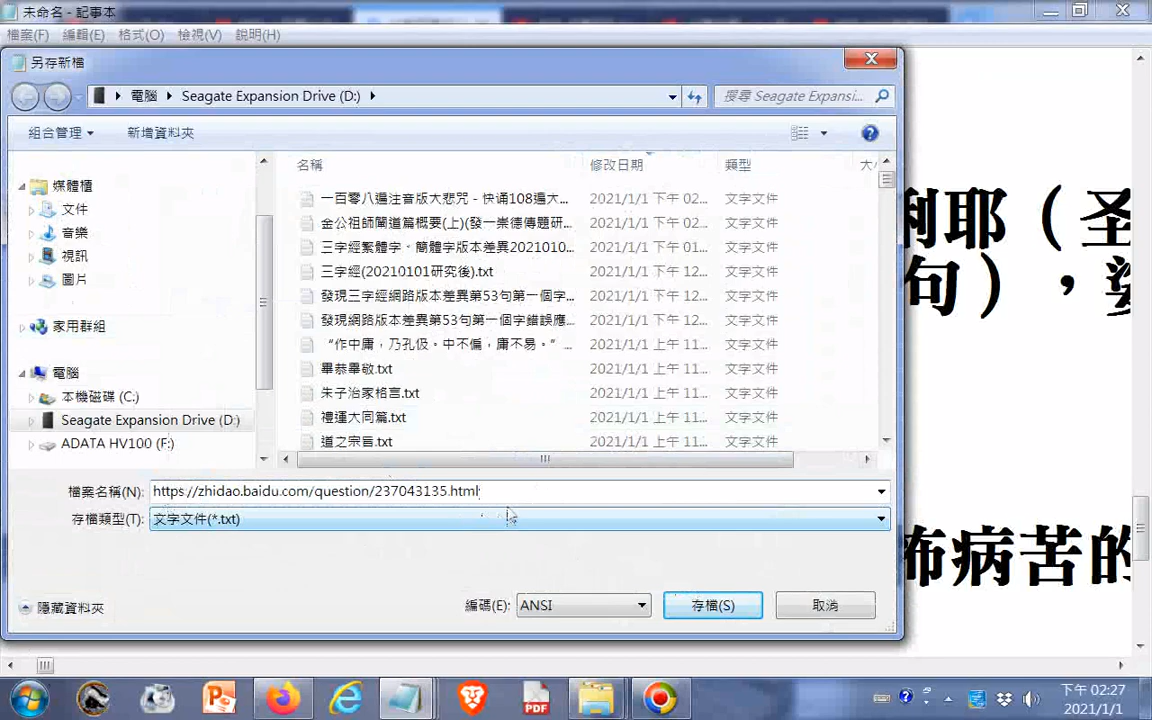 未命名 - 記事本
檔案(F) 編輯(E) 格式(O) 檢視(V) 說明(H)
另存新檔
電腦 Seagate Expansion Drive (D:) 搜尋 Seagate Expansi...
組合管理 新增資料夾
名稱 修改日期 類型 大
媒體櫃
文件
音樂
視訊
圖片
家用群組
電腦
本機磁碟 (C:)
Seagate Expansion Drive (D:)
ADATA HV100 (F:)
一百零八遍注音版大悲咒 - 快诵108遍大... 2021/1/1 下午 02... 文字文件
金公祖師闡道篇概要(上)(發一崇德傳題研... 2021/1/1 下午 02... 文字文件
三字經繁體字。簡體字版本差異2021010... 2021/1/1 下午 12... 文字文件
三字經(20210101研究後).txt 2021/1/1 下午 12... 文字文件
發現三字經網路版本差異第53句第一個字... 2021/1/1 下午 12... 文字文件
發現網路版本差異第53句第一個字錯誤應... 2021/1/1 下午 12... 文字文件
“作中庸，乃孔伋。中不偏，庸不易。”... 2021/1/1 上午 11... 文字文件
畢恭畢敬.txt 2021/1/1 上午 11... 文字文件
朱子治家格言.txt 2021/1/1 上午 11... 文字文件
禮運大同篇.txt 2021/1/1 上午 11... 文字文件
道之宗旨.txt 2021/1/1 上午 11... 文字文件
檔案名稱(N): https://zhidao.baidu.com/question/237043135.html
存檔類型(T): 文字文件(*.txt)
隱藏資料夾 編碼(E): ANSI 存檔(S) 取消
唎耶（圣
句），娑
怖病苦的
PDF
下午 02:27
2021/1/1